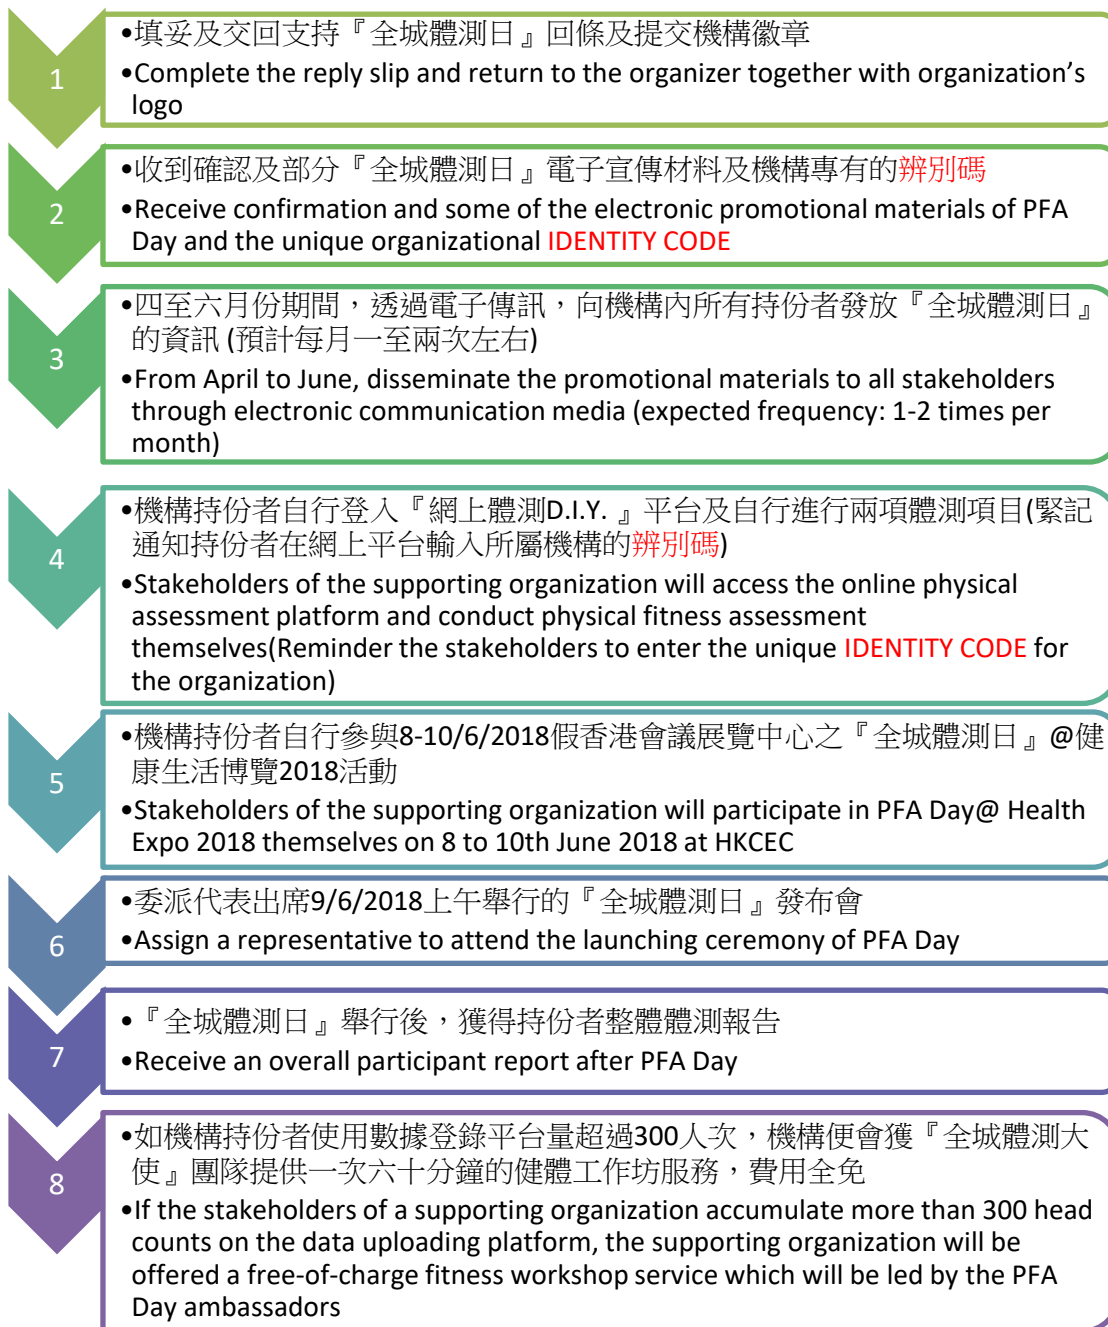 1
•填妥及交回支持『全城體測日』回條及提交機構徽章
•Complete the reply slip and return to the organizer together with organization’s
logo
2
•收到確認及部分『全城體測日』電子宣傳材料及機構專有的辨別碼
•Receive confirmation and some of the electronic promotional materials of PFA
Day and the unique organizational IDENTITY CODE
3
•四至六月份期間，透過電子傳訊，向機構內所有持份者發放『全城體測日』
的資訊 (預計每月一至兩次左右)
•From April to June, disseminate the promotional materials to all stakeholders
through electronic communication media (expected frequency: 1-2 times per
month)
4
•機構持份者自行登入『網上體測D.I.Y. 』平台及自行進行兩項體測項目(緊記
通知持份者在網上平台輸入所屬機構的辨別碼)
•Stakeholders of the supporting organization will access the online physical
assessment platform and conduct physical fitness assessment
themselves(Reminder the stakeholders to enter the unique IDENTITY CODE for
the organization)
5
•機構持份者自行參與8-10/6/2018假香港會議展覽中心之『全城體測日』@健
康生活博覽2018活動
•Stakeholders of the supporting organization will participate in PFA Day@ Health
Expo 2018 themselves on 8 to 10th June 2018 at HKCEC
6
•委派代表出席9/6/2018上午舉行的『全城體測日』發布會
•Assign a representative to attend the launching ceremony of PFA Day
7
•『全城體測日』舉行後，獲得持份者整體體測報告
•Receive an overall participant report after PFA Day
8
•如機構持份者使用數據登錄平台量超過300人次，機構便會獲『全城體測大
使』團隊提供一次六十分鐘的健體工作坊服務，費用全免
•If the stakeholders of a supporting organization accumulate more than 300 head
counts on the data uploading platform, the supporting organization will be
offered a free-of-charge fitness workshop service which will be led by the PFA
Day ambassadors